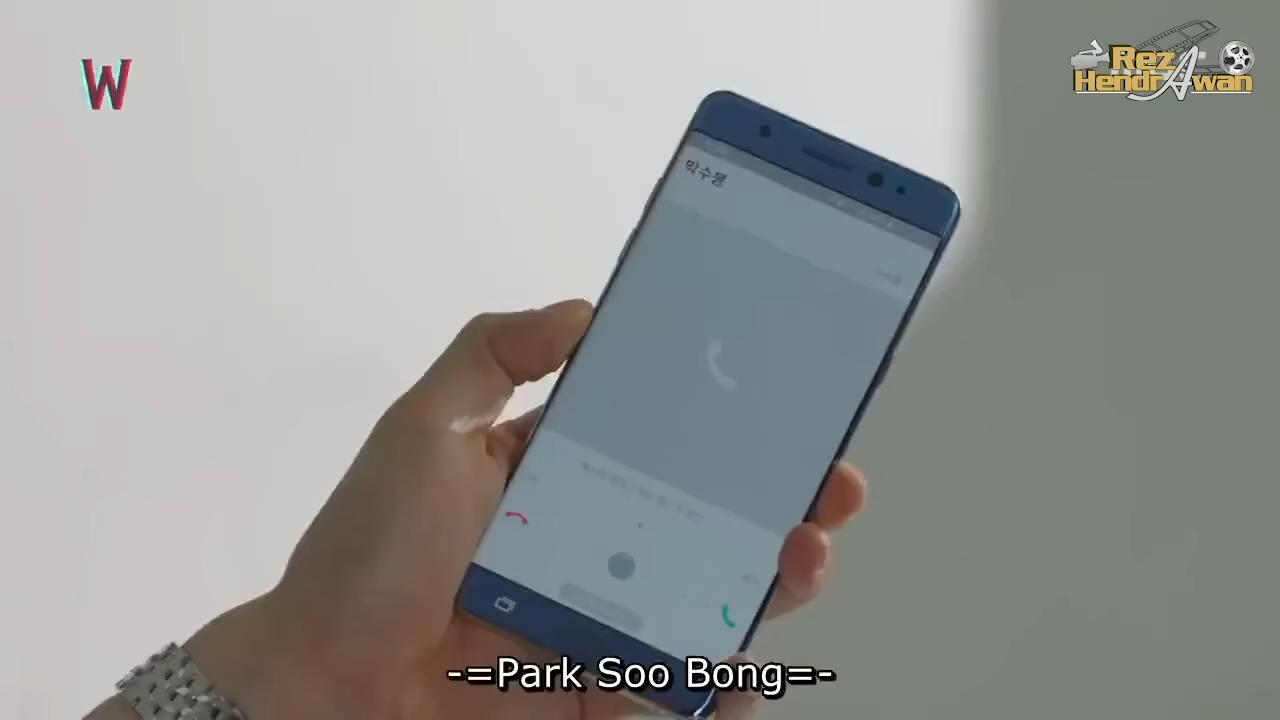 W
Rez
HendrAwan
박수봉
-=Park Soo Bong=-